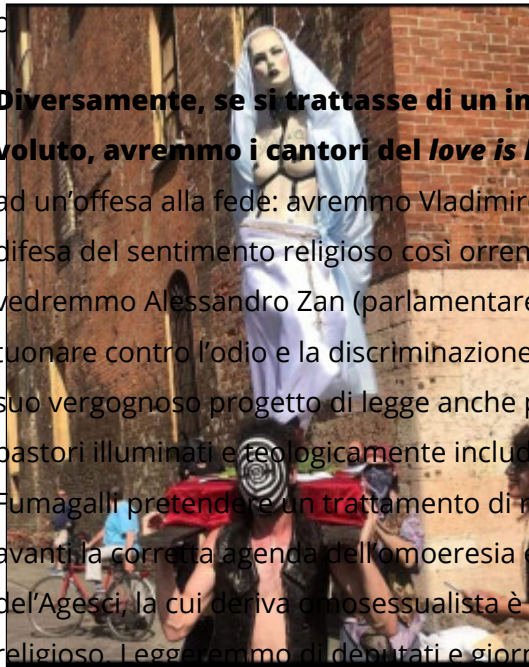 Diversamente, se si trattasse di un in
voluto, avremmo i cantori del love is l
ad un'offesa alla fede: avremmo Vladimir
difesa del sentimento religioso così orren
vedremmo Alessandro Zan (parlamentare
tuonare contro l'odio e la discriminazione
suo vergognoso progetto di legge anche p
pastori illuminati e teologicamente includ
Fumagalli pretendere un trattamento di r
avanti la corretta agenda dell'omoeresia e
del'Agesci, la cui deriva omosessualista è
religioso. Leggeremmo di deputati e giorn